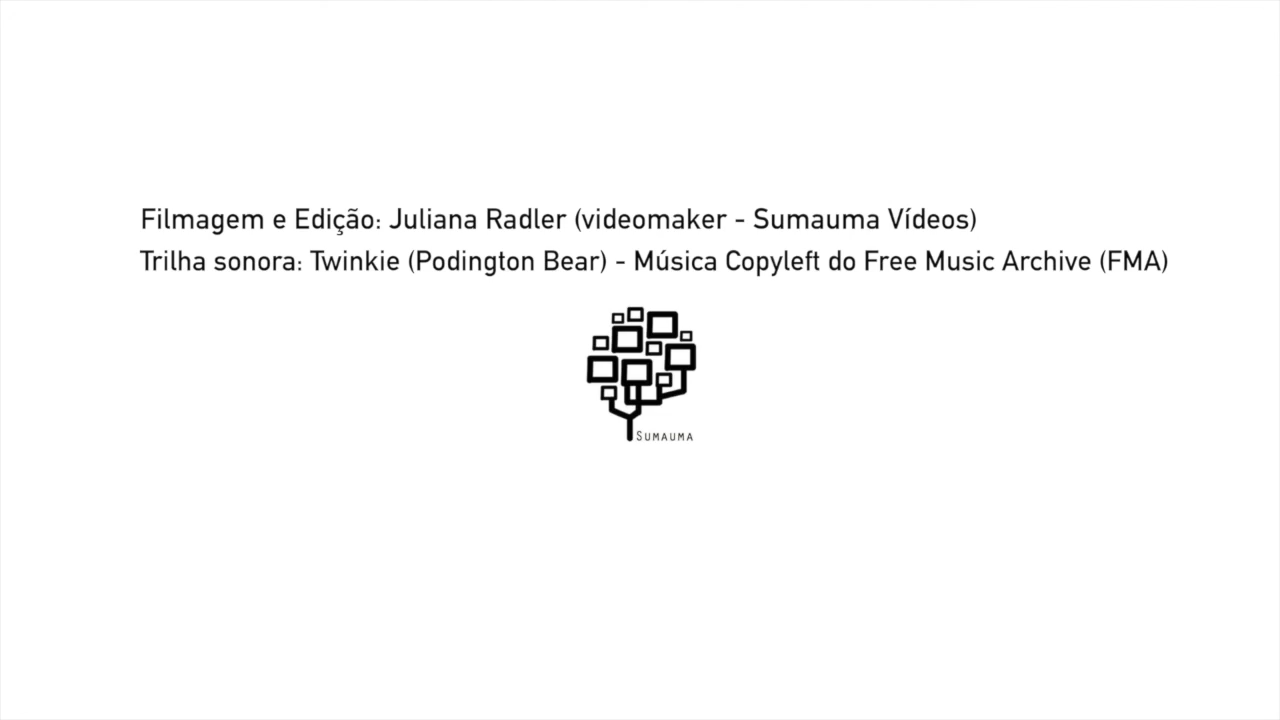 Filmagem e Edição: Juliana Radler (videomaker - Sumauma Vídeos)
Trilha sonora: Twinkie (Podington Bear) - Música Copyleft do Free Music Archive (FMA)
SUMAUMA